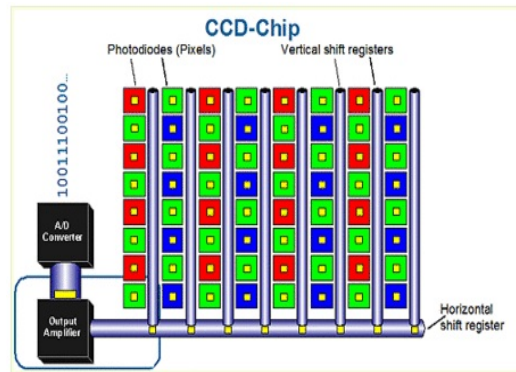 CCD-Chip
Photodiodes (Pixels)
Vertical shift registers
10011100100...
A/D
Converter
Output
Amplifier
Horizontal
shift register